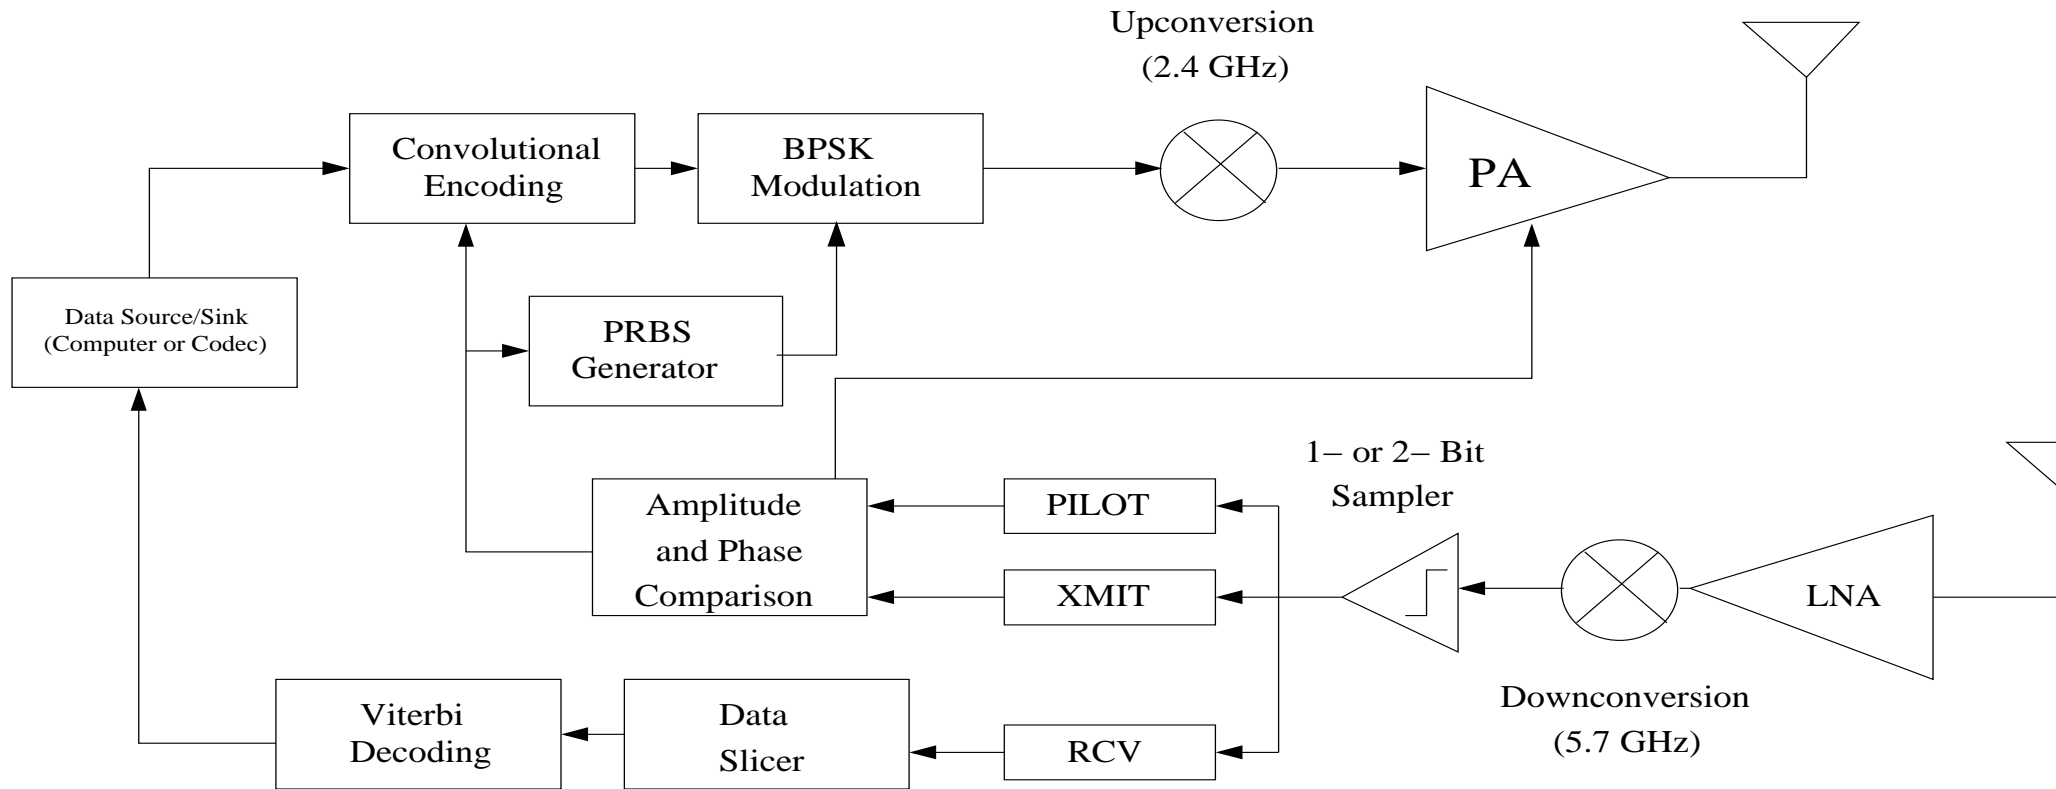 Upconversion
(2.4 GHz)
Convolutional
Encoding
BPSK
Modulation
PA
Data Source/Sink
(Computer or Codec)
PRBS
Generator
1– or 2– Bit
Sampler
Amplitude
and Phase
Comparison
PILOT
XMIT
LNA
Downconversion
(5.7 GHz)
Viterbi
Decoding
Data
Slicer
RCV